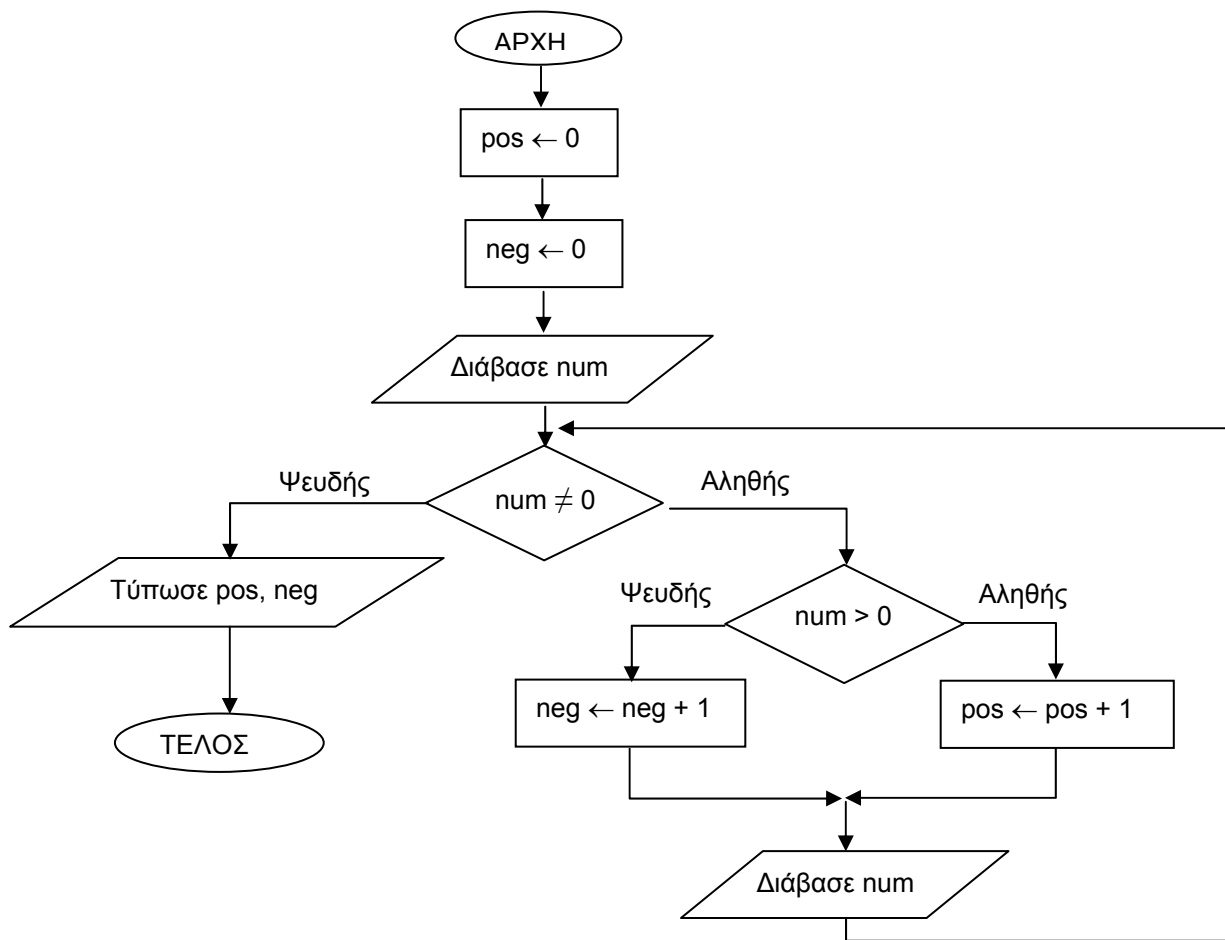 ΑΡΧΗ
pos ← 0
neg ← 0
Διάβασε num
num ≠ 0
Ψευδής
Αληθής
Τύπωσε pos, neg
ΤΕΛΟΣ
num > 0
Ψευδής
Αληθής
neg ← neg + 1
pos ← pos + 1
Διάβασε num